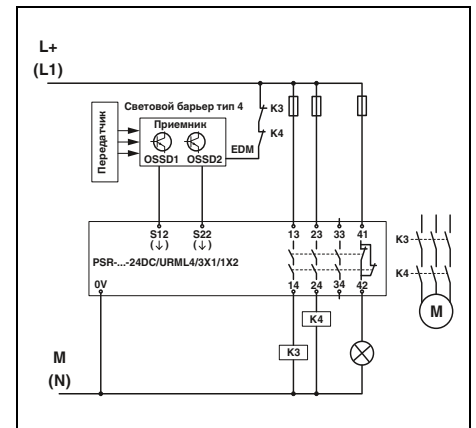 L+
(L1)
Световой барьер тип 4
Передатчик
Приемник
OSSD1 OSSD2
EDM
K3
K4
S12 S22 13 23 33 41
(↓) (↓)
PSR-...-24DC/URML4/3X1/1X2
0V 14 24 34 42
K3
K4
M
K4
K3
M
(N)